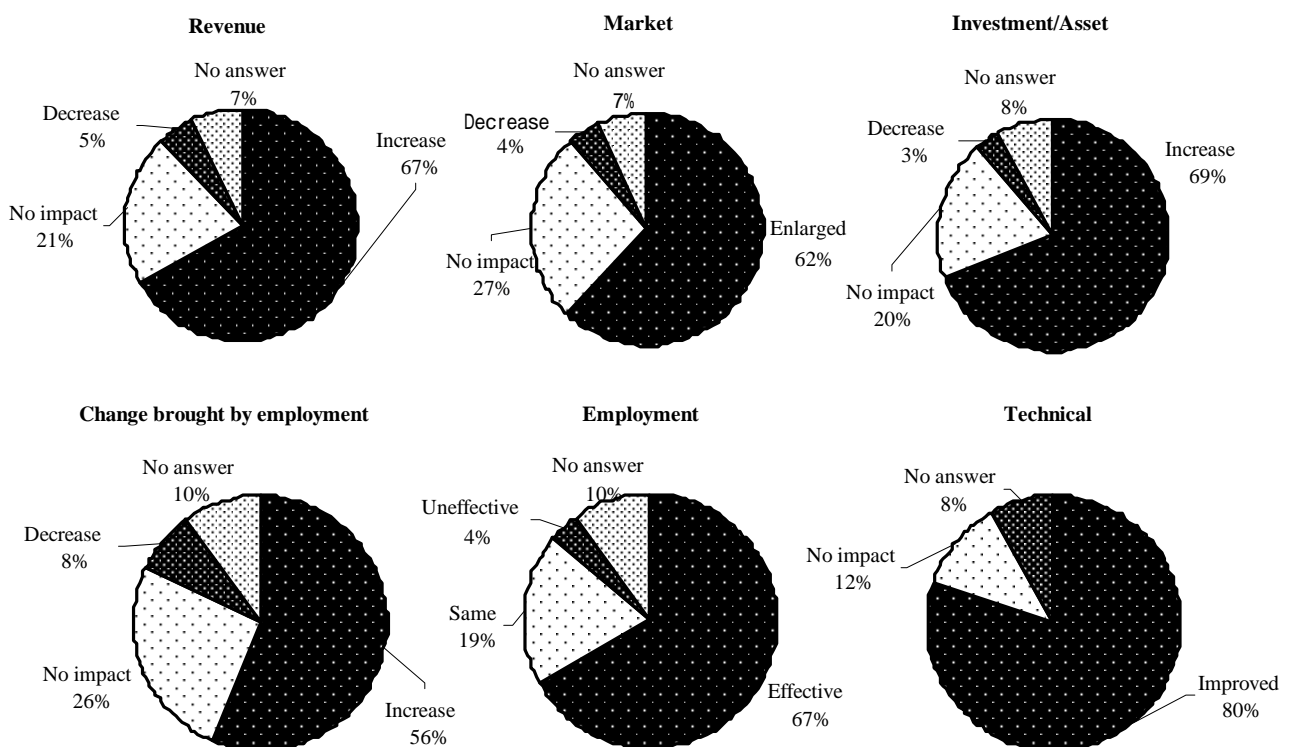 Revenue
No answer
7%
Decrease
5%
Increase
67%
No impact
21%
Market
No answer
7%
Decrease
4%
Enlarged
62%
No impact
27%
Investment/Asset
No answer
8%
Decrease
3%
Increase
69%
No impact
20%
Change brought by employment
No answer
10%
Decrease
8%
No impact
26%
Increase
56%
Employment
No answer
10%
Uneffective
4%
Same
19%
Effective
67%
Technical
No answer
8%
No impact
12%
Improved
80%